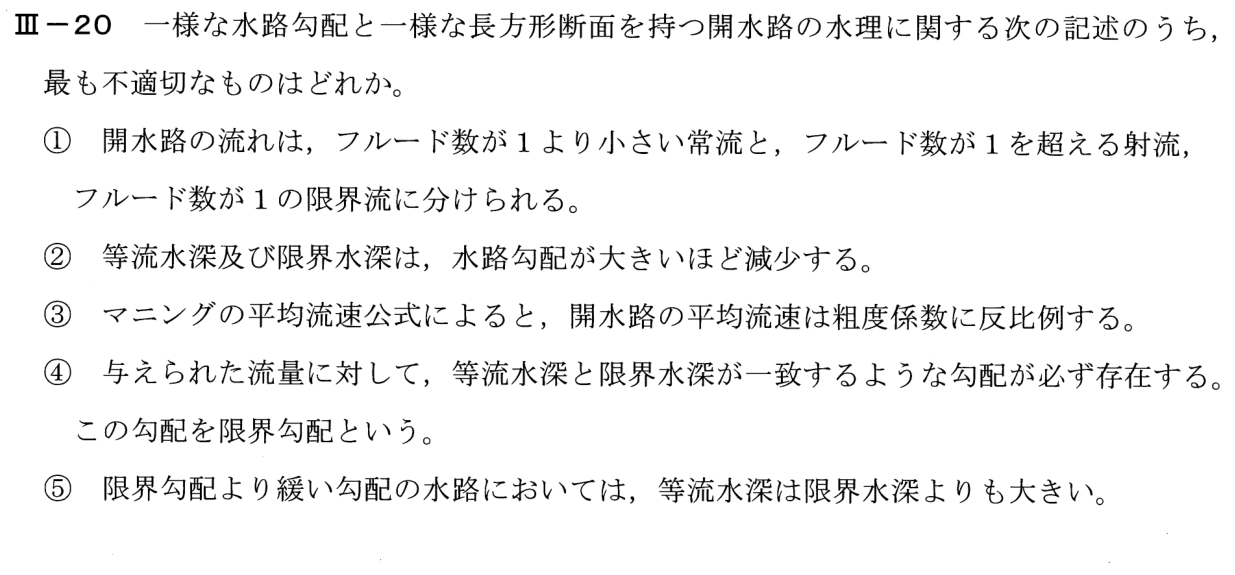 Ⅲ－20　一様な水路勾配と一様な長方形断面を持つ開水路の水理に関する次の記述のうち，
最も不適切なものはどれか。
①　開水路の流れは，フルード数が１より小さい常流と，フルード数が１を超える射流，
フルード数が１の限界流に分けられる。
②　等流水深及び限界水深は，水路勾配が大きいほど減少する。
③　マニングの平均流速公式によると，開水路の平均流速は粗度係数に反比例する。
④　与えられた流量に対して，等流水深と限界水深が一致するような勾配が必ず存在する。
この勾配を限界勾配という。
⑤　限界勾配より緩い勾配の水路においては，等流水深は限界水深よりも大きい。